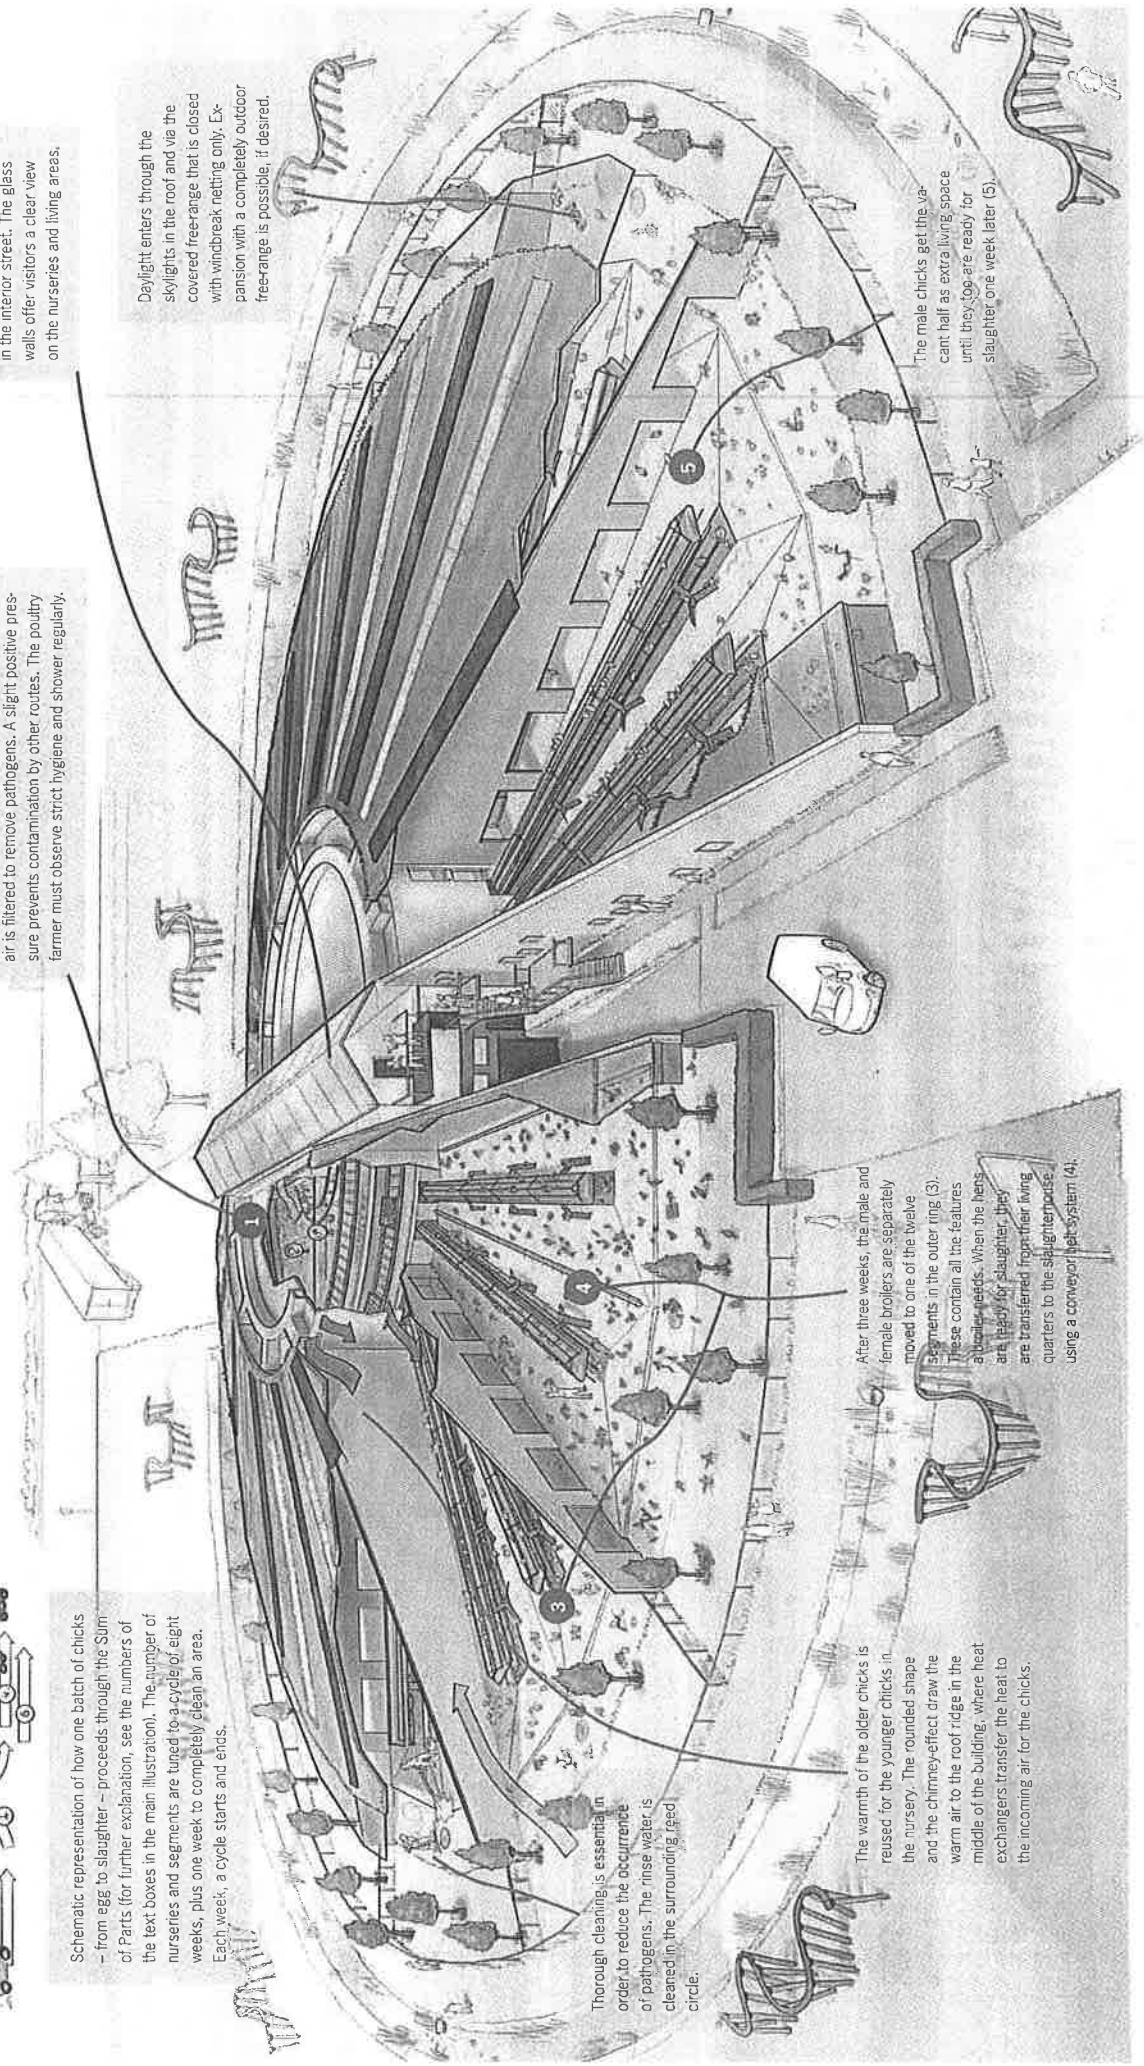 Schematic representation of how one batch of chicks
– from egg to slaughter – proceeds through the Sum
of Parts (for further explanation, see the numbers of
the text boxes in the main illustration). The number of
nurseries and segments are tuned to a cycle of eight
weeks, plus one week to completely clean an area.
Each week, a cycle starts and ends.
air is filtered to remove pathogens. A slight positive pres-
sure prevents contamination by other routes. The poultry
farmer must observe strict hygiene and shower regularly.
in the interior street. The glass
walls offer visitors a clear view
on the nurseries and living areas.
Daylight enters through the
skylights in the roof and via the
covered free-range that is closed
with windbreak netting only. Ex-
pansion with a completely outdoor
free-range is possible, if desired.
1
2
3
4
5
Thorough cleaning is essential in
order to reduce the occurrence
of pathogens. The rinse water is
cleaned in the surrounding reed
circle.
The warmth of the older chicks is
reused for the younger chicks in
the nursery. The rounded shape
and the chimney-effect draw the
warm air to the roof ridge in the
middle of the building, where heat
exchangers transfer the heat to
the incoming air for the chicks.
After three weeks, the male and
female broilers are separately
moved to one of the twelve
segments in the outer ring (3).
These contain all the features
a broiler needs. When the hens
are ready for slaughter, they
are transferred from their living
quarters to the slaughterhouse
using a conveyor belt system (4).
The male chicks get the va-
cant half as extra living space
until they too are ready for
slaughter one week later (5).